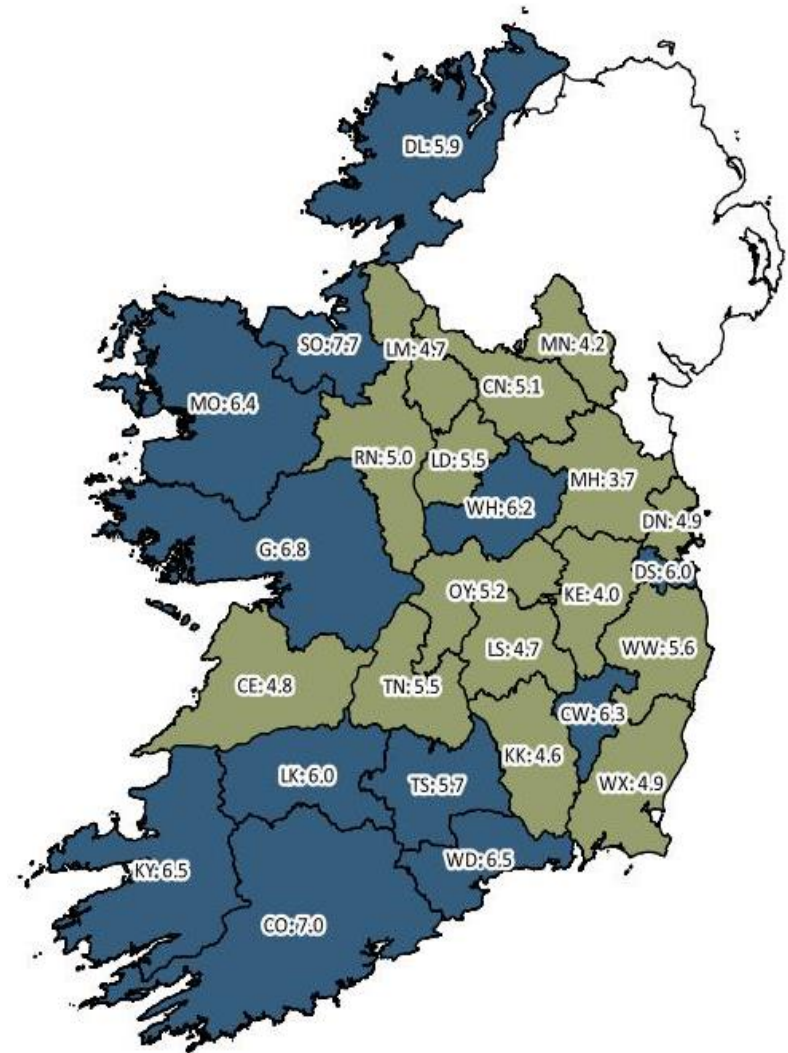 DL: 5.9
SO: 7.7
LM: 4.7
MN: 4.2
CN: 5.1
MO: 6.4
RN: 5.0
LD: 5.5
MH: 3.7
WH: 6.2
DN: 4.9
G: 6.8
DS: 6.0
OY: 5.2
KE: 4.0
LS: 4.7
WW: 5.6
CE: 4.8
TN: 5.5
CW: 6.3
KK: 4.6
LK: 6.0
TS: 5.7
WX: 4.9
WD: 6.5
KY: 6.5
CO: 7.0